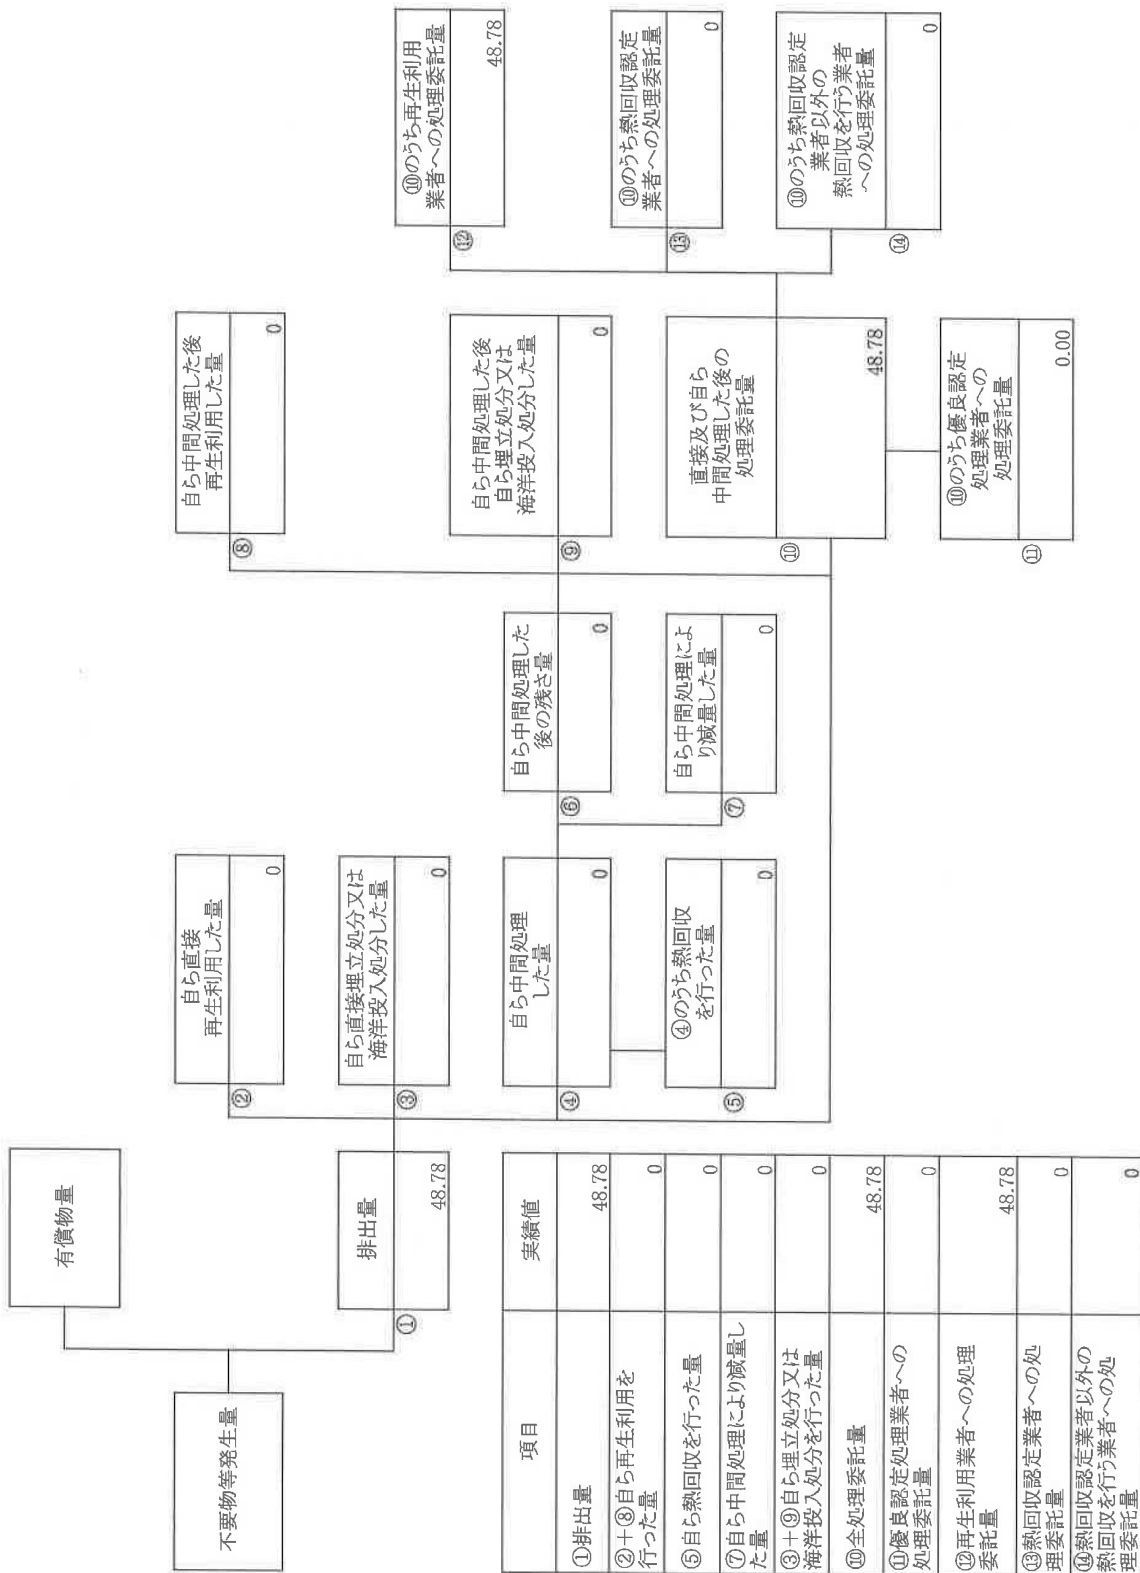 不要物等発生量
有償物量
排出量
①
48.78
自ら直接
再生利用した量
②
0
自ら直接埋立処分又は
海洋投入処分した量
③
0
自ら中間処理
した量
④
0
④のうち熱回収
を行った量
⑤
0
自ら中間処理した
後の残さ量
⑥
0
自ら中間処理によ
り減量した量
⑦
0
自ら中間処理した後
再生利用した量
⑧
0
自ら中間処理した後
自ら埋立処分又は
海洋投入処分した量
⑨
0
直接及び自ら
中間処理した後の
処理委託量
⑩
48.78
⑩のうち優良認定
処理業者への
処理委託量
⑪
0.00
⑩のうち再生利用
業者への処理委託量
⑫
48.78
⑩のうち熱回収認定
業者への処理委託量
⑬
0
⑩のうち熱回収認定
業者以外の
熱回収を行う業者
への処理委託量
⑭
0
項目 実績値
①排出量 48.78
②+⑧自ら再生利用を
行った量 0
⑤自ら熱回収を行った量 0
⑦自ら中間処理により減量し
た量 0
③+⑨自ら埋立処分又は
海洋投入処分を行った量 0
⑩全処理委託量 48.78
⑪優良認定処理業者への
処理委託量 0
⑫再生利用業者への処理
委託量 48.78
⑬熱回収認定業者への処
理委託量 0
⑭熱回収認定業者以外の
熱回収を行う業者への処
理委託量 0